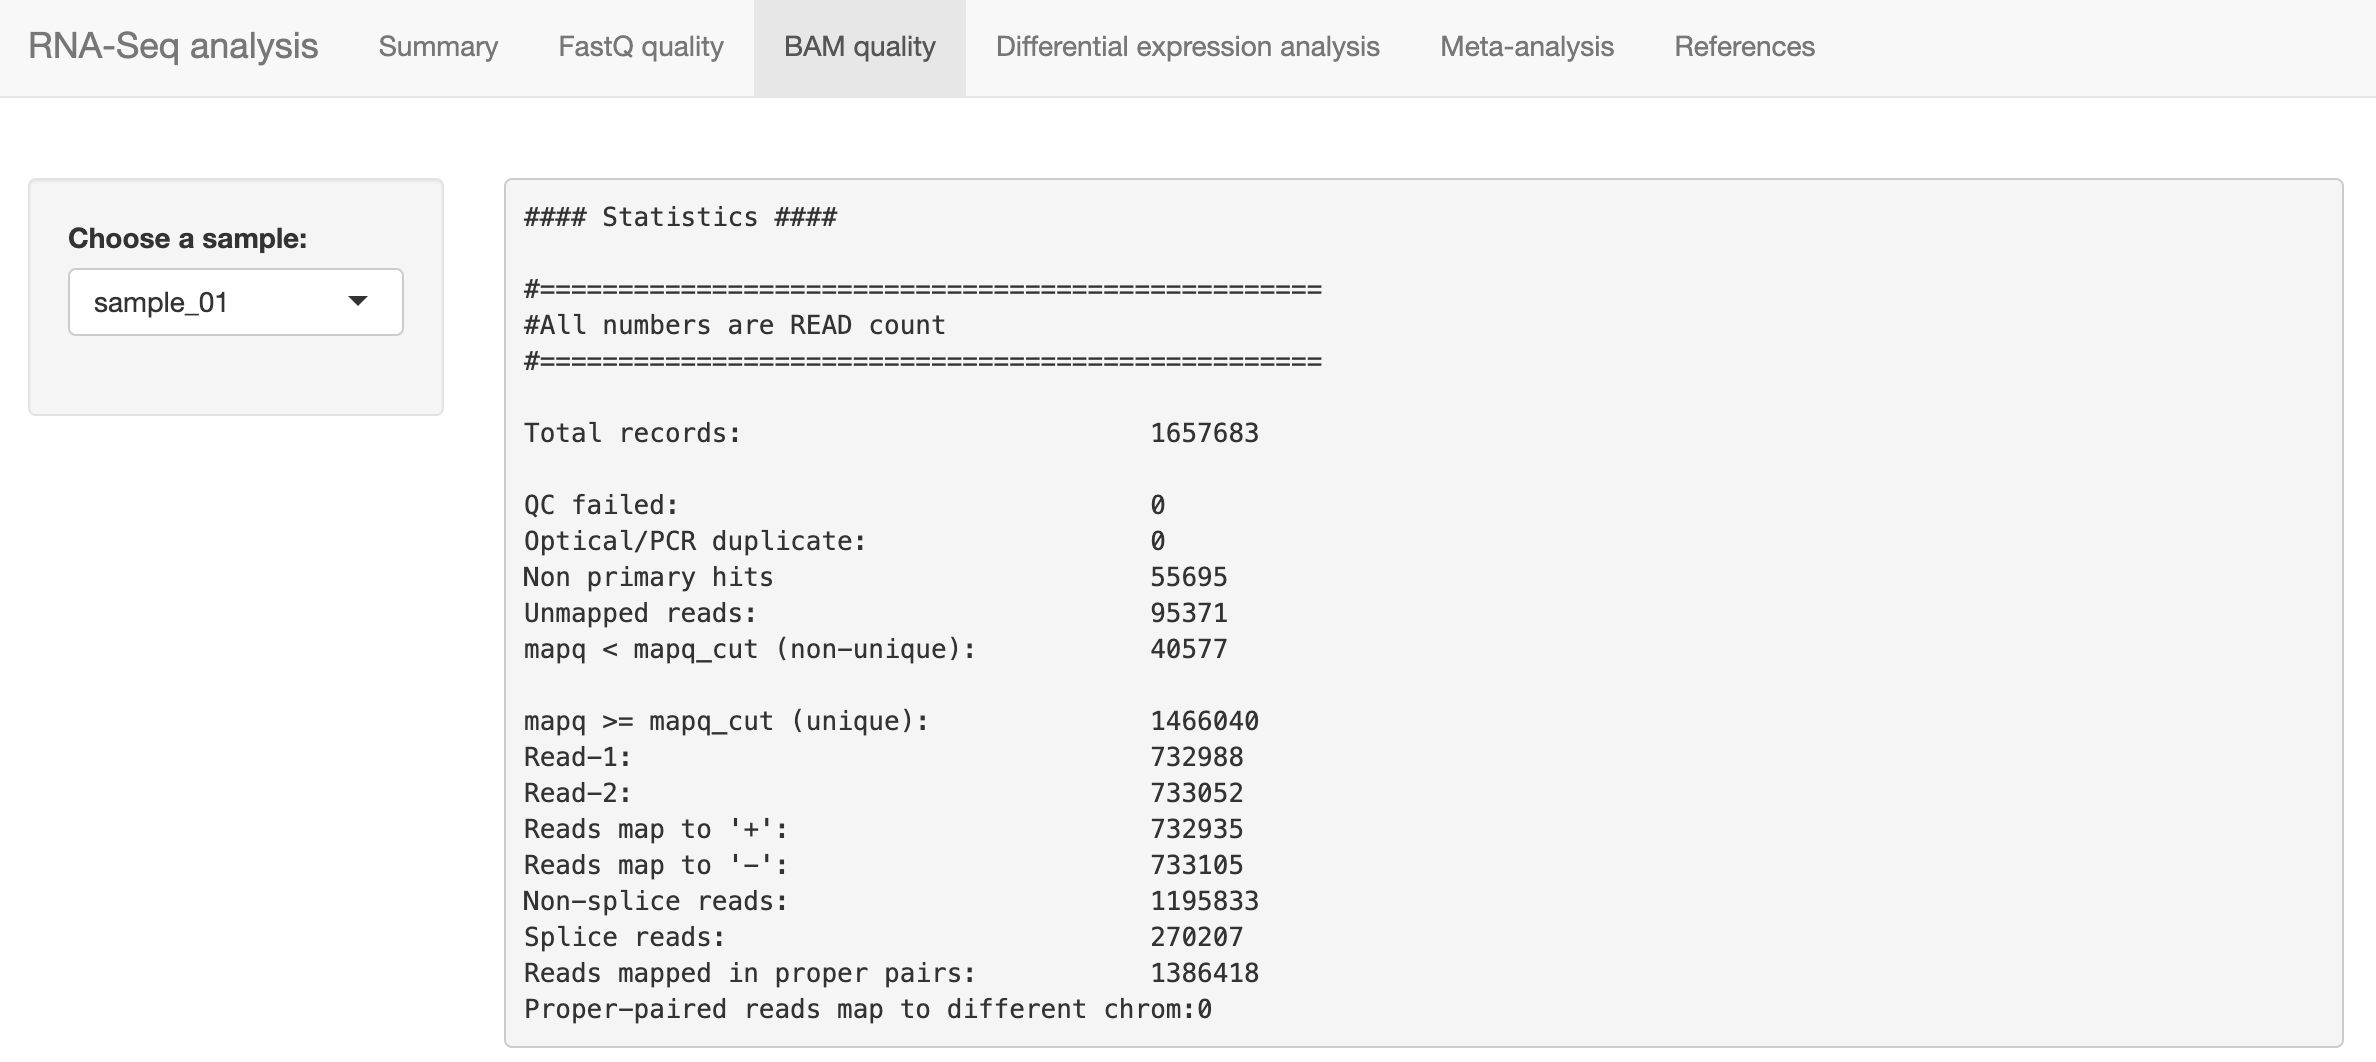 RNA-Seq analysis Summary FastQ quality BAM quality Differential expression analysis Meta-analysis References
Choose a sample:
sample_01
#### Statistics ####
#==================================================
#All numbers are READ count
#==================================================
Total records: 1657683
QC failed: 0
Optical/PCR duplicate: 0
Non primary hits 55695
Unmapped reads: 95371
mapq < mapq_cut (non-unique): 40577
mapq >= mapq_cut (unique): 1466040
Read-1: 732988
Read-2: 733052
Reads map to '+': 732935
Reads map to '-': 733105
Non-splice reads: 1195833
Splice reads: 270207
Reads mapped in proper pairs: 1386418
Proper-paired reads map to different chrom:0